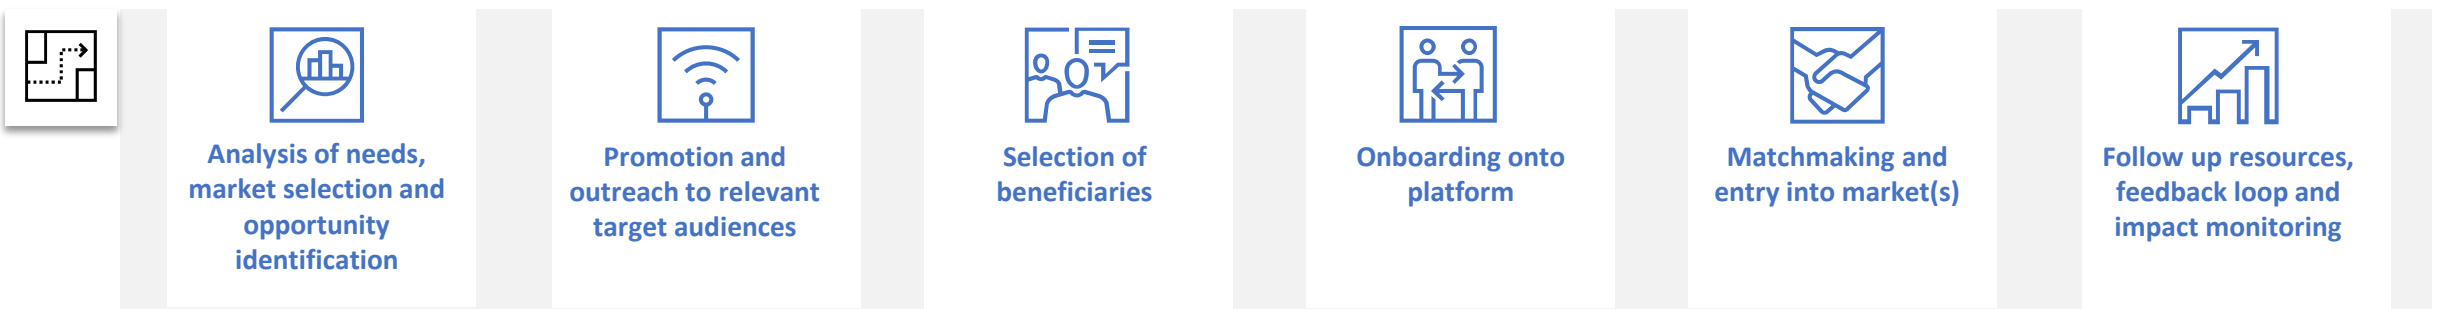 Analysis of needs,
market selection and
opportunity
identification
Promotion and
outreach to relevant
target audiences
Selection of
beneficiaries
Onboarding onto
platform
Matchmaking and
entry into market(s)
Follow up resources,
feedback loop and
impact monitoring